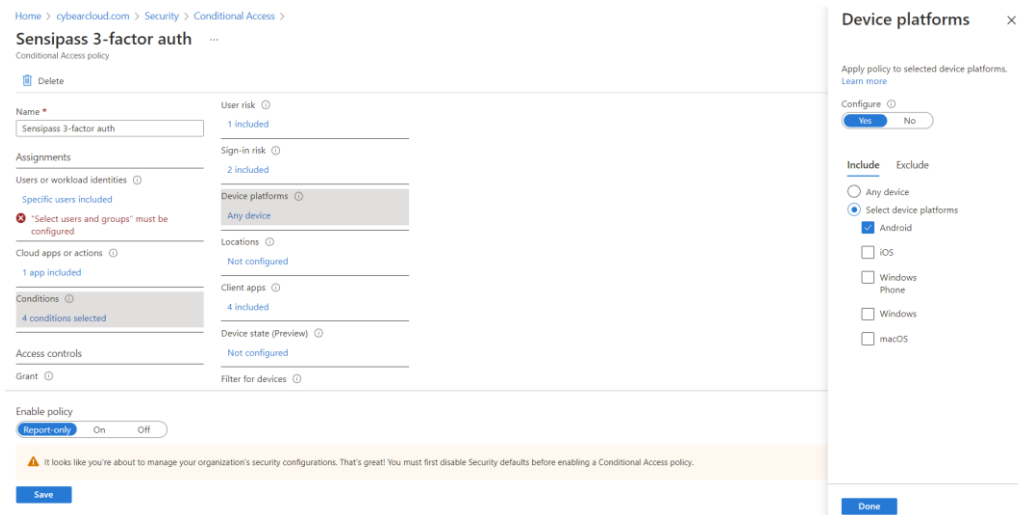 Home > cybearcloud.com > Security > Conditional Access >
Sensipass 3-factor auth ...
Conditional Access policy
Delete
Name *
Sensipass 3-factor auth
Assignments
Users or workload identities
Specific users included
"Select users and groups" must be
configured
Cloud apps or actions
1 app included
Conditions
4 conditions selected
Access controls
Grant
User risk
1 included
Sign-in risk
2 included
Device platforms
Any device
Locations
Not configured
Client apps
4 included
Device state (Preview)
Not configured
Filter for devices
Enable policy
Report-only On Off
It looks like you're about to manage your organization's security configurations. That's great! You must first disable Security defaults before enabling a Conditional Access policy.
Save
Device platforms
Apply policy to selected device platforms.
Learn more
Configure
Yes No
Include Exclude
Any device
Select device platforms
Android
iOS
Windows
Phone
Windows
macOS
Done